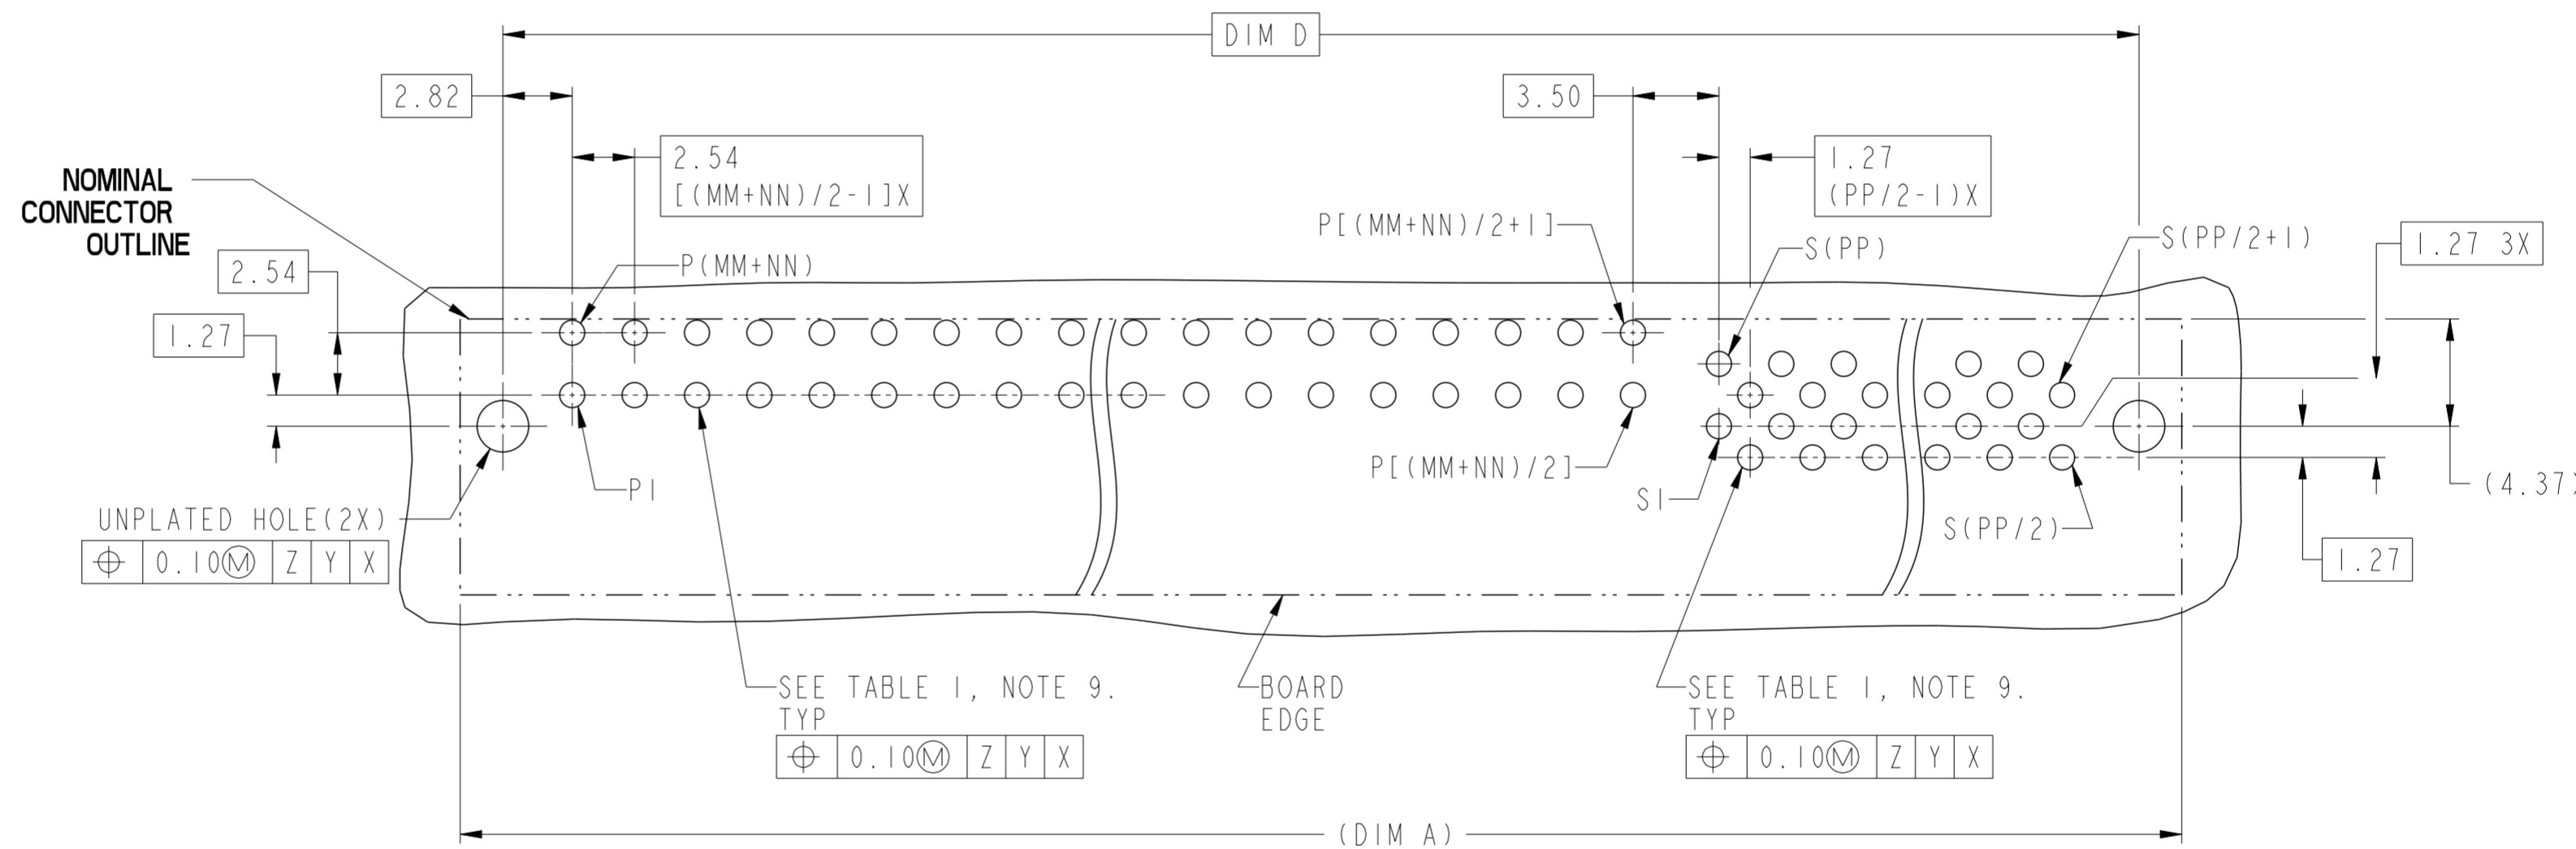 DIM D
2.82
3.50
2.54
[(MM+NN)/2-1]X
1.27
(PP/2-1)X
NOMINAL
CONNECTOR
OUTLINE
P[(MM+NN)/2+1]
S(PP)
S(PP/2+1)
1.27 3X
2.54
P(MM+NN)
1.27
P[(MM+NN)/2]
P1
S1
(4.37)
UNPLATED HOLE(2X)
⌖ 0.10Ⓜ Z Y X
S(PP/2)
1.27
SEE TABLE 1, NOTE 9.
TYP
⌖ 0.10Ⓜ Z Y X
BOARD
EDGE
SEE TABLE 1, NOTE 9.
TYP
⌖ 0.10Ⓜ Z Y X
(DIM A)